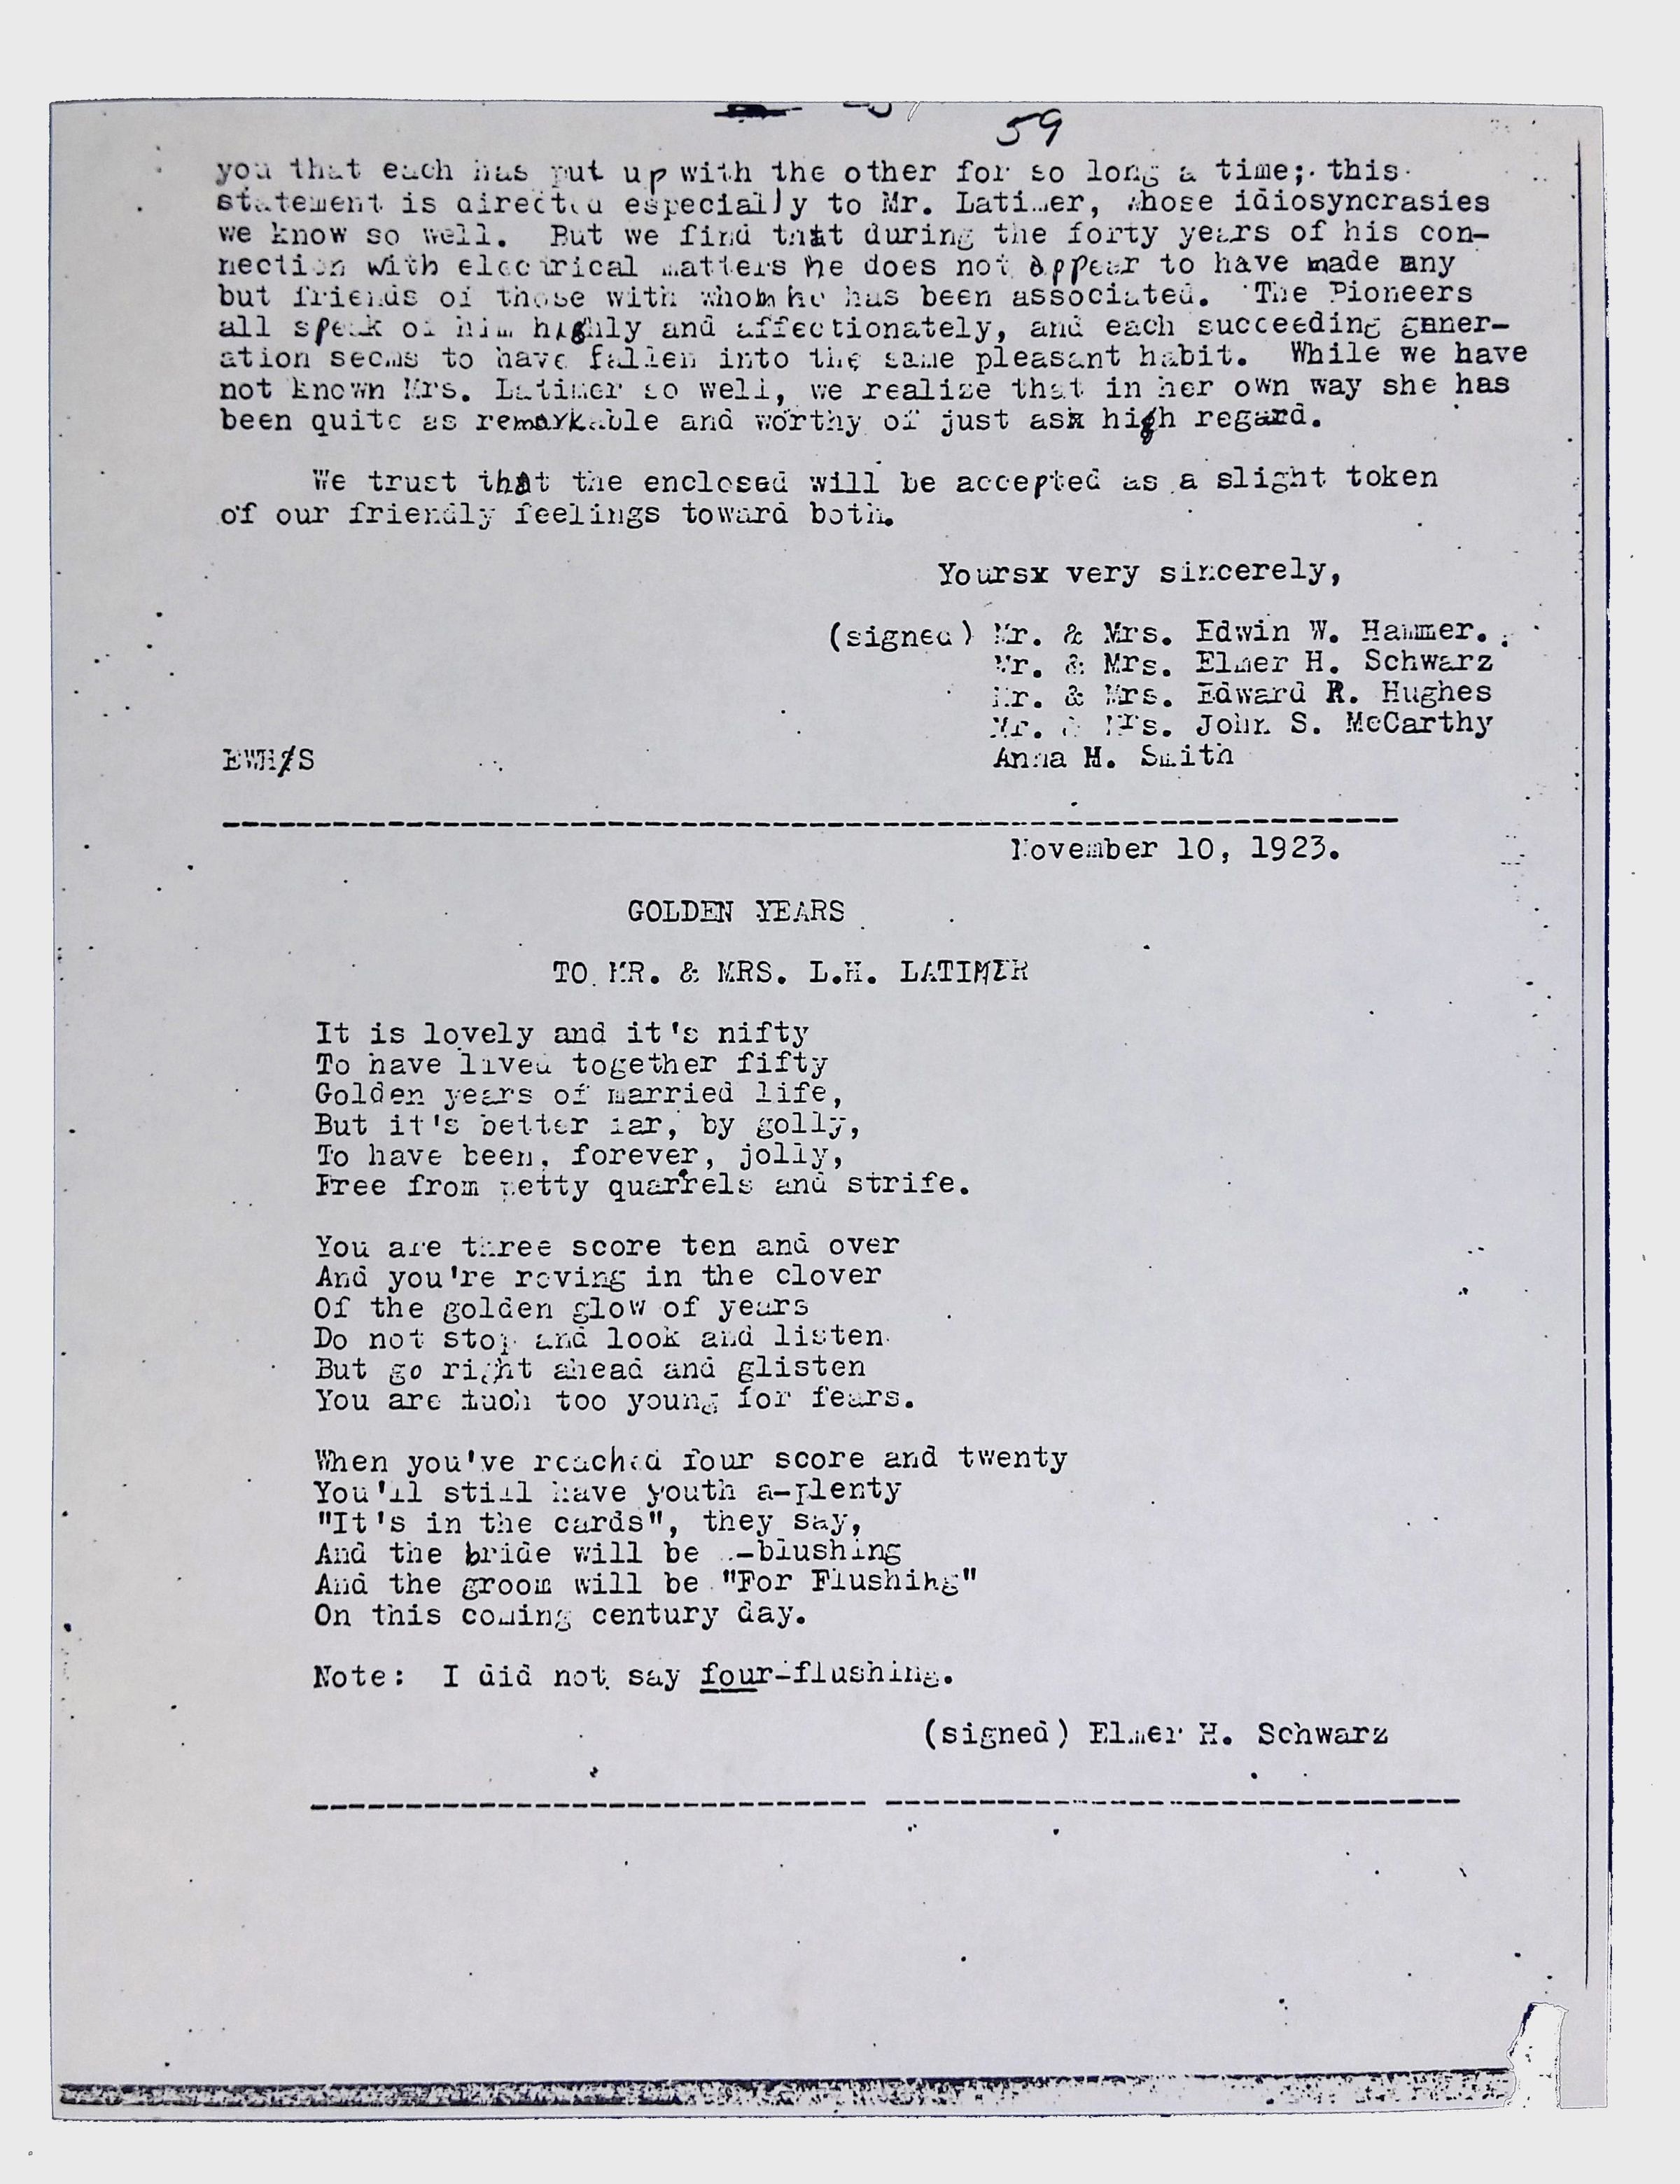 59
you that each has put up with the other for so long a time; this
statement is directed especially to Mr. Latimer, whose idiosyncrasies
we know so well. But we find that during the forty years of his con-
nection with electrical matters he does not appear to have made any
but friends of those with whom he has been associated. The Pioneers
all speak of him highly and affectionately, and each succeeding gnner-
ation seems to have fallen into the same pleasant habit. While we have
not known Mrs. Latimer so well, we realize that in her own way she has
been quite as remarkable and worthy of just asx high regard.
We trust that the enclosed will be accepted as a slight token
of our friendly feelings toward both.
Yoursx very sincerely,
(signed) Mr. & Mrs. Edwin W. Hammer.
Mr. & Mrs. Elmer H. Schwarz
Mr. & Mrs. Edward R. Hughes
Mr. & Mrs. John S. McCarthy
EWH/S Anna H. Smith
November 10, 1923.
GOLDEN YEARS
TO MR. & MRS. L.H. LATIMER
It is lovely and it's nifty
To have lived together fifty
Golden years of married life,
But it's better far, by golly,
To have been, forever, jolly,
Free from petty quarrels and strife.
You are three score ten and over
And you're roving in the clover
Of the golden glow of years
Do not stop and look and listen
But go right ahead and glisten
You are much too young for fears.
When you've reached four score and twenty
You'll still have youth a-plenty
"It's in the cards", they say,
And the bride will be a-blushing
And the groom will be "For Flushing"
On this coming century day.
Note: I did not say four-flushing.
(signed) Elmer H. Schwarz